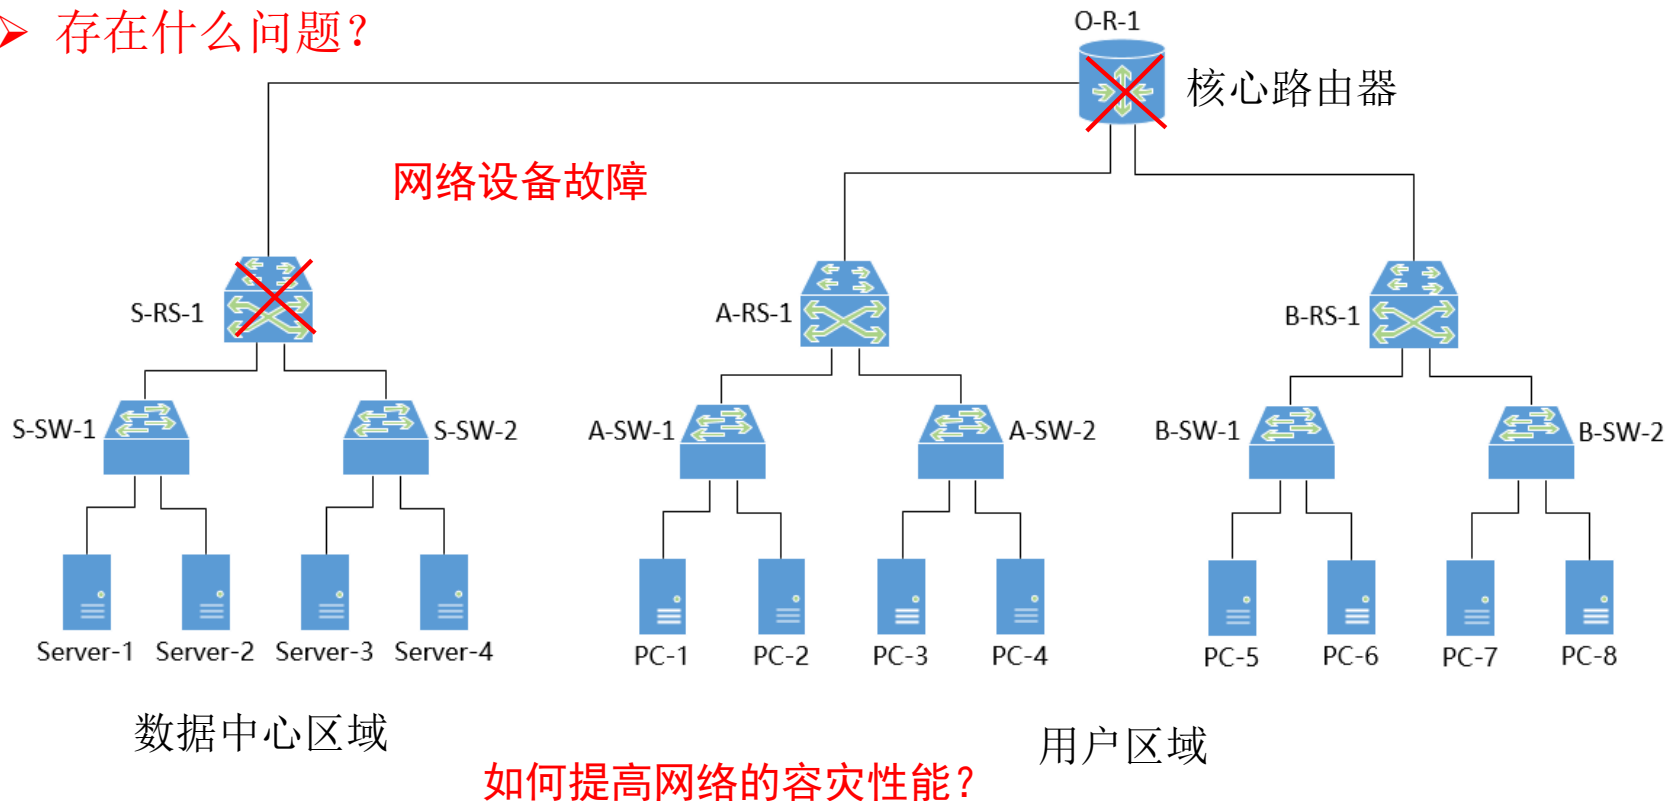 ➢ 存在什么问题？
O-R-1
核心路由器
网络设备故障
S-RS-1
A-RS-1
B-RS-1
S-SW-1
S-SW-2
A-SW-1
A-SW-2
B-SW-1
B-SW-2
Server-1 Server-2 Server-3 Server-4
PC-1 PC-2 PC-3 PC-4
PC-5 PC-6 PC-7 PC-8
数据中心区域
用户区域
如何提高网络的容灾性能？